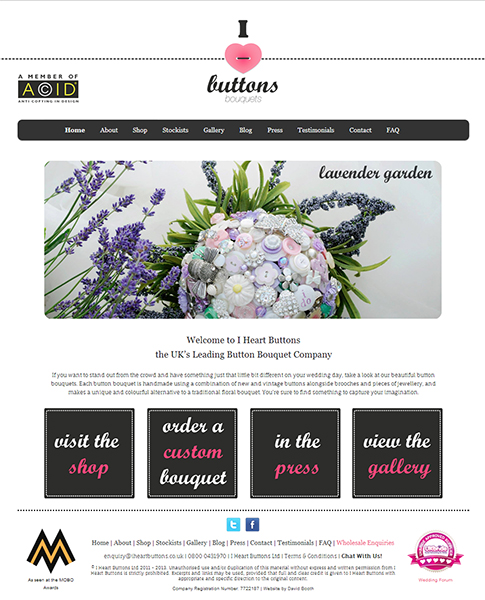 I
buttons
bouquets
A MEMBER OF
ACID
ANTI-COPYING IN DESIGN
Home About Shop Stockists Gallery Blog Press Testimonials Contact FAQ
lavender garden
Welcome to I Heart Buttons
the UK's Leading Button Bouquet Company
If you want to stand out from the crowd and have something just that little bit different on your wedding day, take a look at our beautiful button
bouquets. Each button bouquet is handmade using a combination of new and vintage buttons alongside brooches and pieces of jewellery, and
makes a unique and colourful alternative to a traditional floral bouquet. You're sure to find something to capture your imagination.
visit the
shop
order a
custom
bouquet
in the
press
view the
gallery
Home | About | Shop | Stockists | Gallery | Blog | Press | Contact | Testimonials | FAQ | Wholesale Enquiries
enquiry@iheartbuttons.co.uk | 0800 0431970 | I Heart Buttons Ltd | Terms & Conditions | Chat With Us!
© I Heart Buttons Ltd 2011 - 2013. Unauthorised use and/or duplication of this material without express and written permission from I
Heart Buttons is strictly prohibited. Excerpts and links may be used, provided that full and clear credit is given to I Heart Buttons with
appropriate and specific direction to the original content.
Company Registration Number: 7722187 | Website by David Booth
As seen at the MOBO
Awards
Wedding Forum